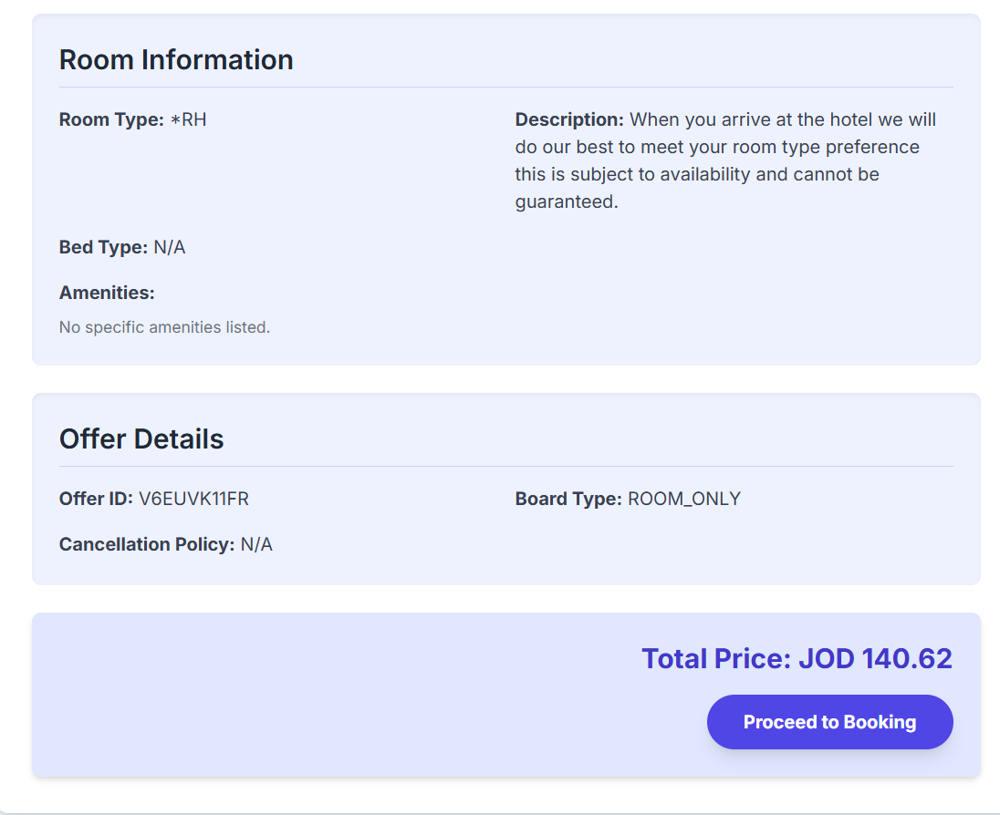 Room Information
Room Type: *RH
Description: When you arrive at the hotel we will
do our best to meet your room type preference
this is subject to availability and cannot be
guaranteed.
Bed Type: N/A
Amenities:
No specific amenities listed.
Offer Details
Offer ID: V6EUVK11FR
Board Type: ROOM_ONLY
Cancellation Policy: N/A
Total Price: JOD 140.62
Proceed to Booking